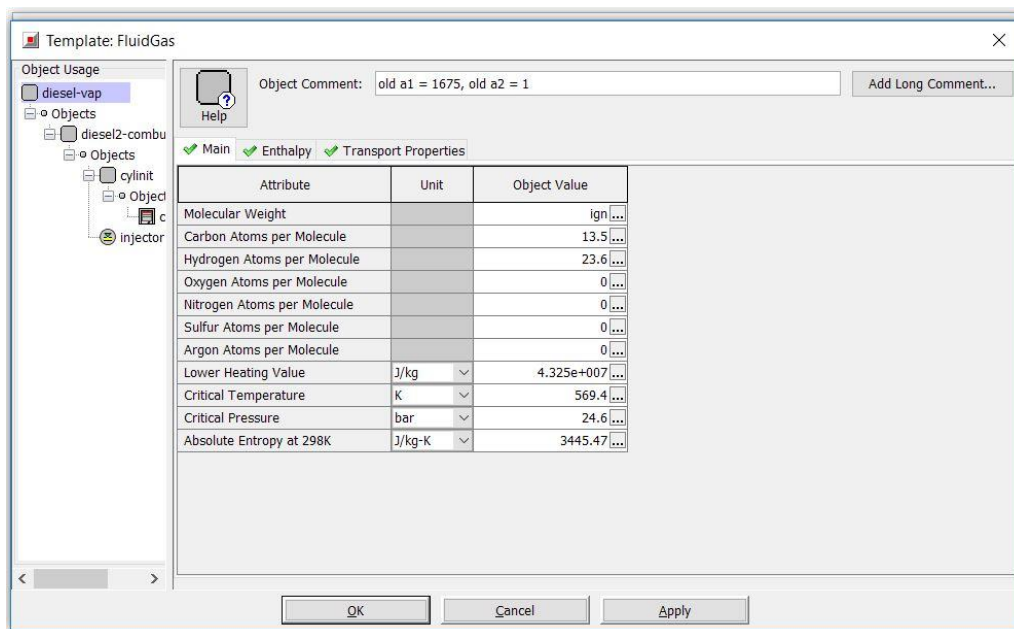 Template: FluidGas
Object Usage
diesel-vap
Objects
diesel2-combu
Objects
cylinit
Object
c
injector
Help
Object Comment: old a1 = 1675, old a2 = 1 Add Long Comment...
Main Enthalpy Transport Properties
Attribute Unit Object Value
Molecular Weight ign ...
Carbon Atoms per Molecule 13.5 ...
Hydrogen Atoms per Molecule 23.6 ...
Oxygen Atoms per Molecule 0 ...
Nitrogen Atoms per Molecule 0 ...
Sulfur Atoms per Molecule 0 ...
Argon Atoms per Molecule 0 ...
Lower Heating Value J/kg 4.325e+007 ...
Critical Temperature K 569.4 ...
Critical Pressure bar 24.6 ...
Absolute Entropy at 298K J/kg-K 3445.47 ...
OK Cancel Apply